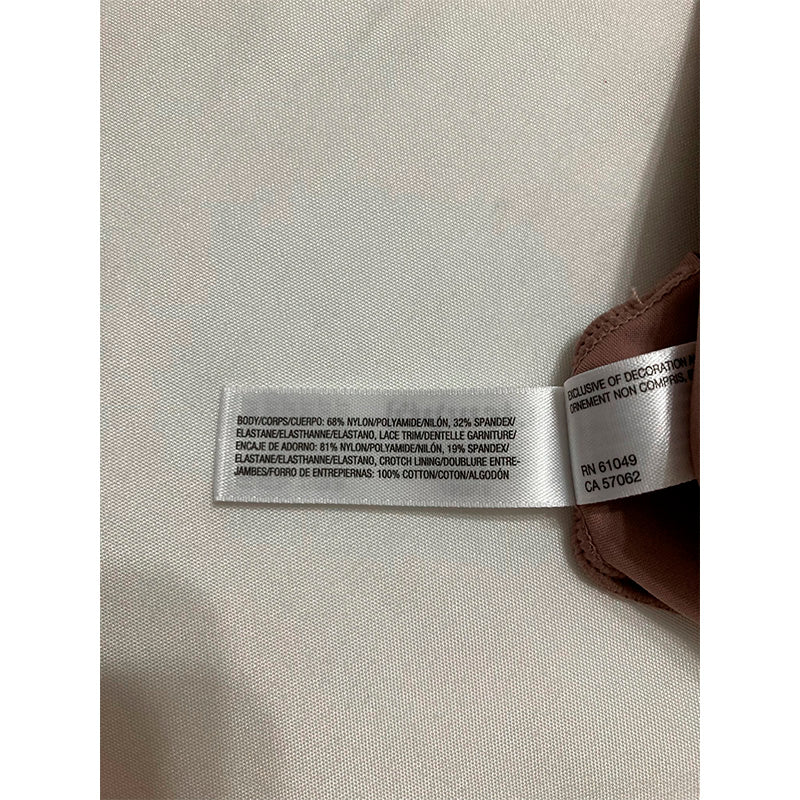 BODY/CORPS/CUERPO: 68% NYLON/POLYAMIDE/NILÓN, 32% SPANDEX/
ELASTANE/ELASTHANNE/ELASTANO, LACE TRIM/DENTELLE GARNITURE/
ENCAJE DE ADORNO: 81% NYLON/POLYAMIDE/NILÓN, 19% SPANDEX/
ELASTANE/ELASTHANNE/ELASTANO, CROTCH LINING/DOUBLURE ENTRE-
JAMBES/FORRO DE ENTREPIERNAS: 100% COTTON/COTON/ALGODÓN
EXCLUSIVE OF DECORATION
ORNEMENT NON COMPRIS,
RN 61049
CA 57062